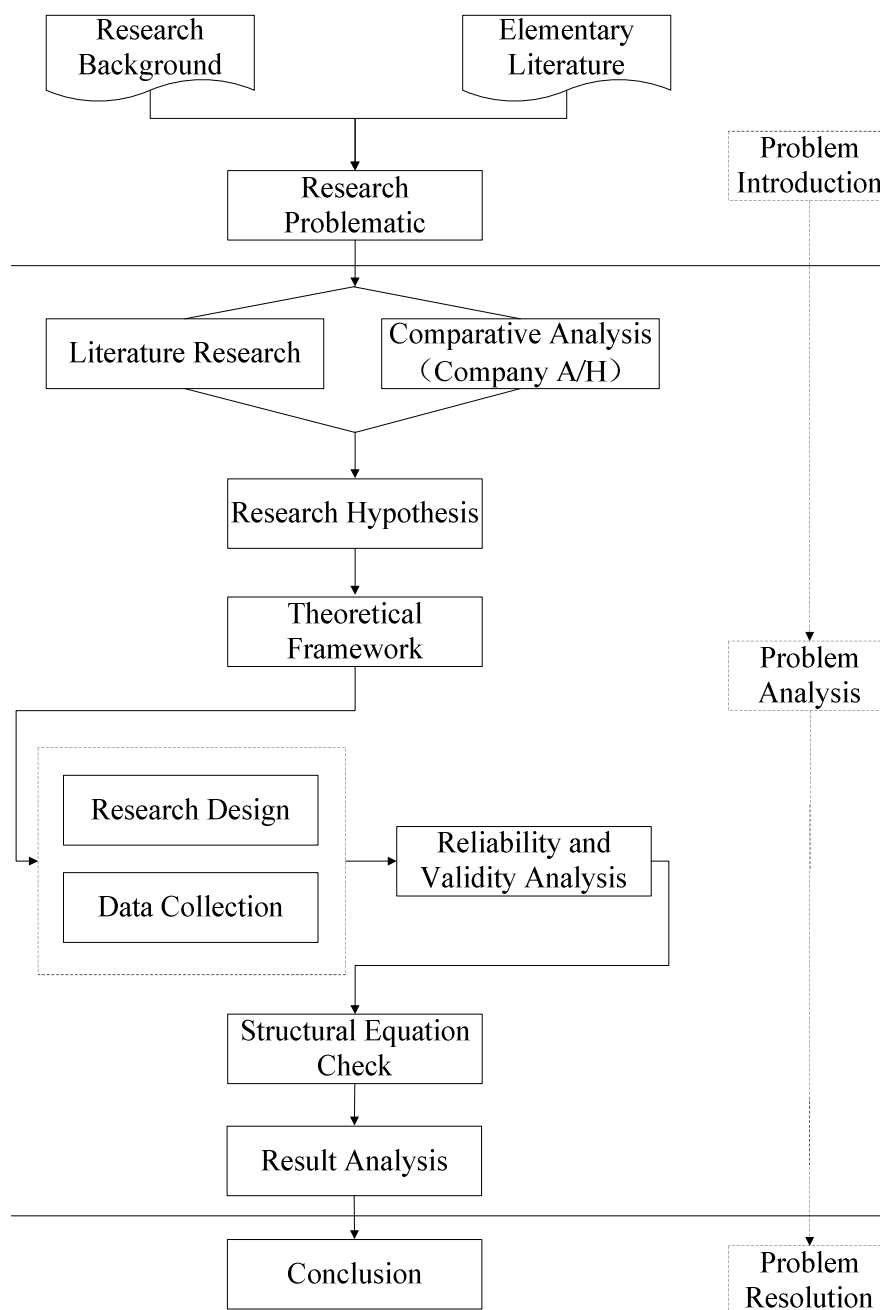 Research
Background
Elementary
Literature
Problem
Introduction
Research
Problematic
Literature Research
Comparative Analysis
（Company A/H）
Research Hypothesis
Theoretical
Framework
Problem
Analysis
Research Design
Reliability and
Validity Analysis
Data Collection
Structural Equation
Check
Result Analysis
Conclusion
Problem
Resolution